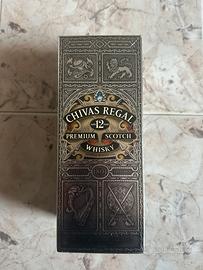 CHIVAS REGAL
12
PREMIUM SCOTCH
WHISKY